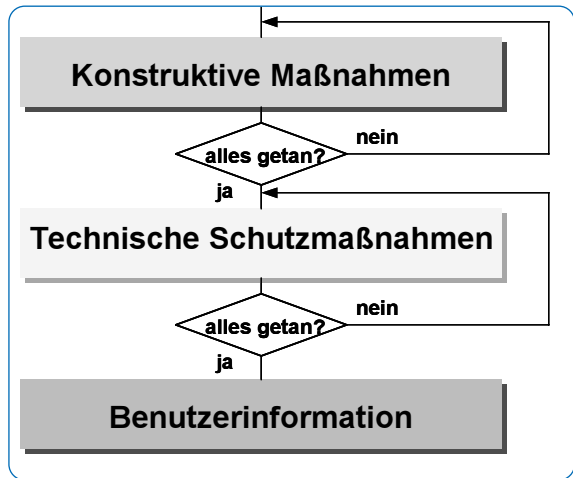 Konstruktive Maßnahmen
nein
alles getan?
ja
Technische Schutzmaßnahmen
nein
alles getan?
ja
Benutzerinformation